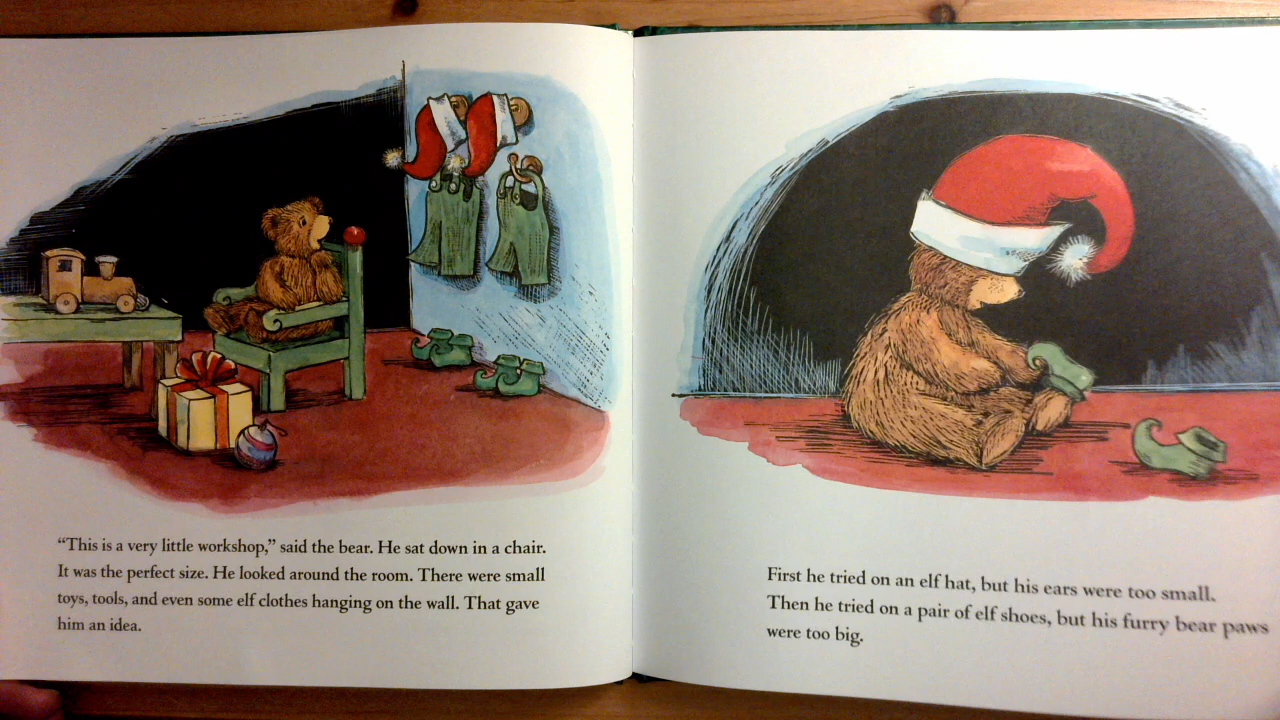 “This is a very little workshop,” said the bear. He sat down in a chair.
It was the perfect size. He looked around the room. There were small
toys, tools, and even some elf clothes hanging on the wall. That gave
him an idea.
First he tried on an elf hat, but his ears were too small.
Then he tried on a pair of elf shoes, but his furry bear paws
were too big.